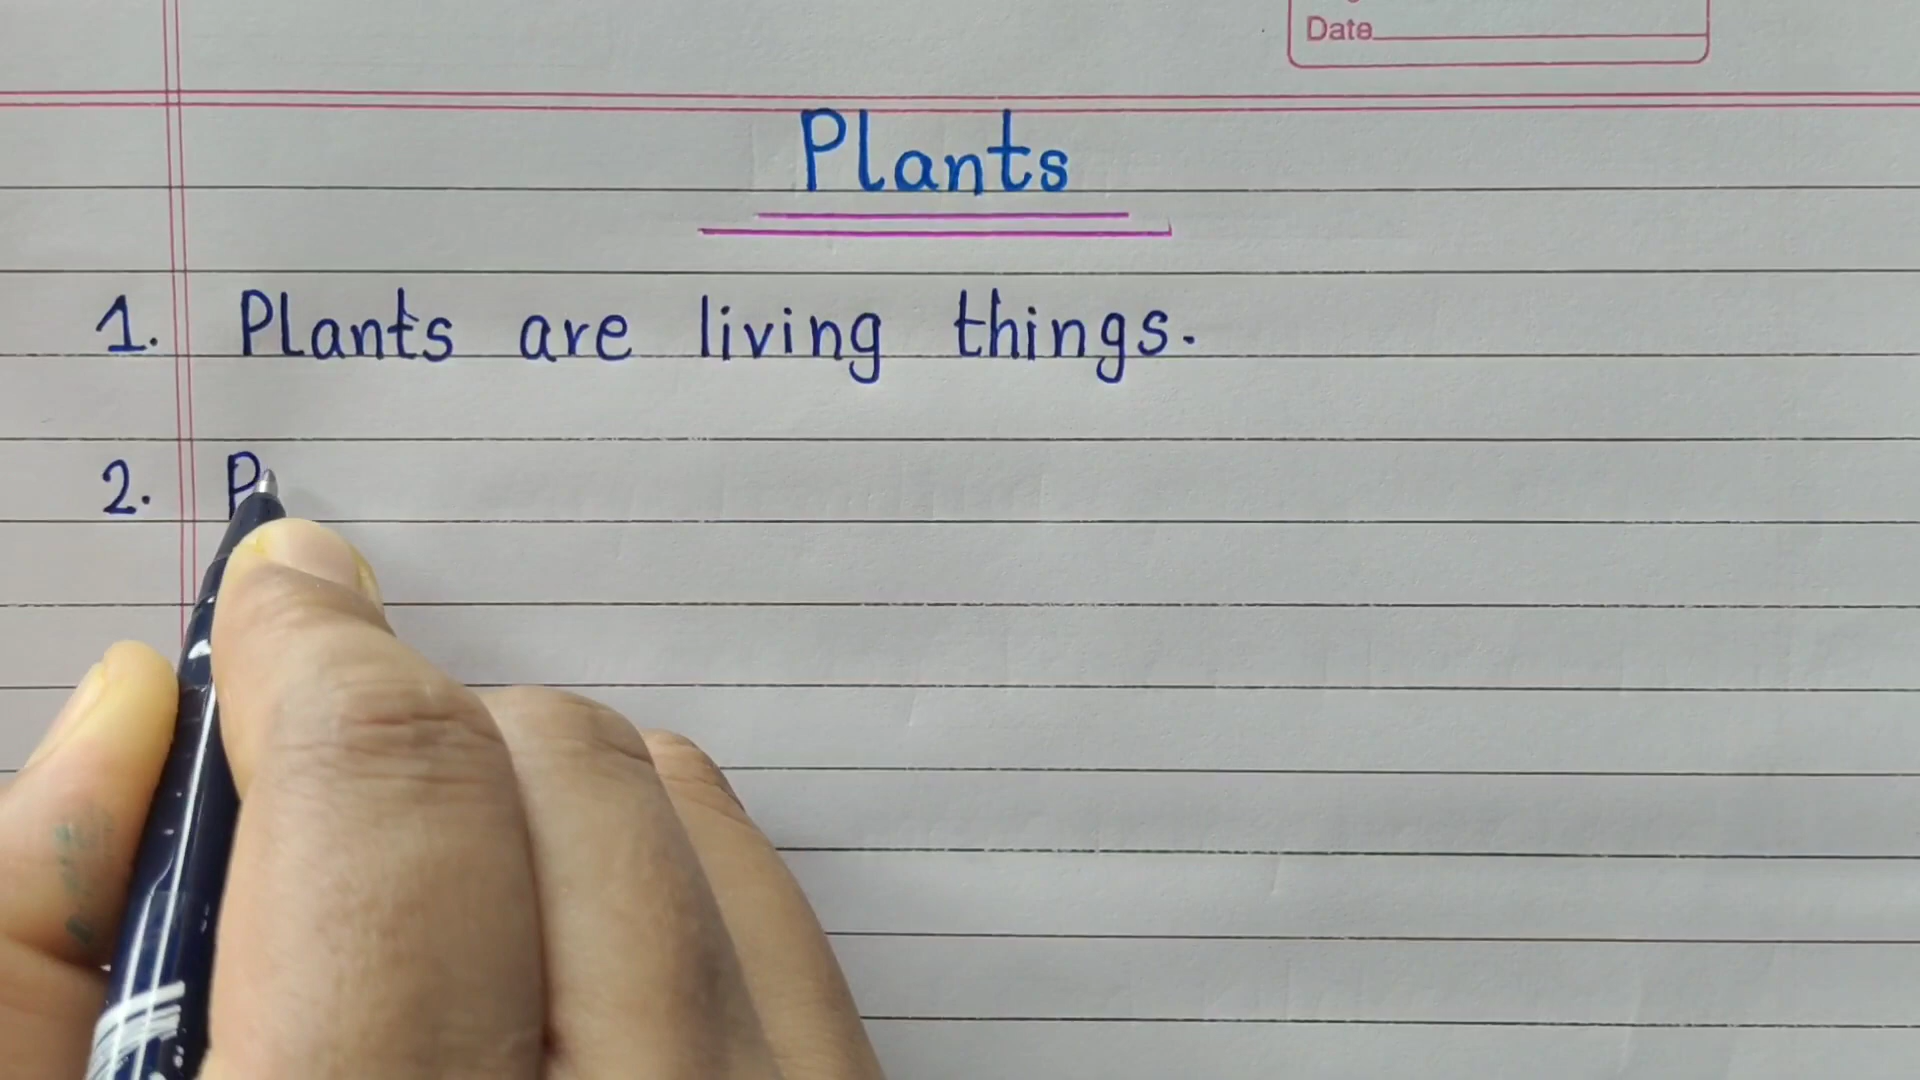 Date
Plants
1. Plants are living things.
2. P